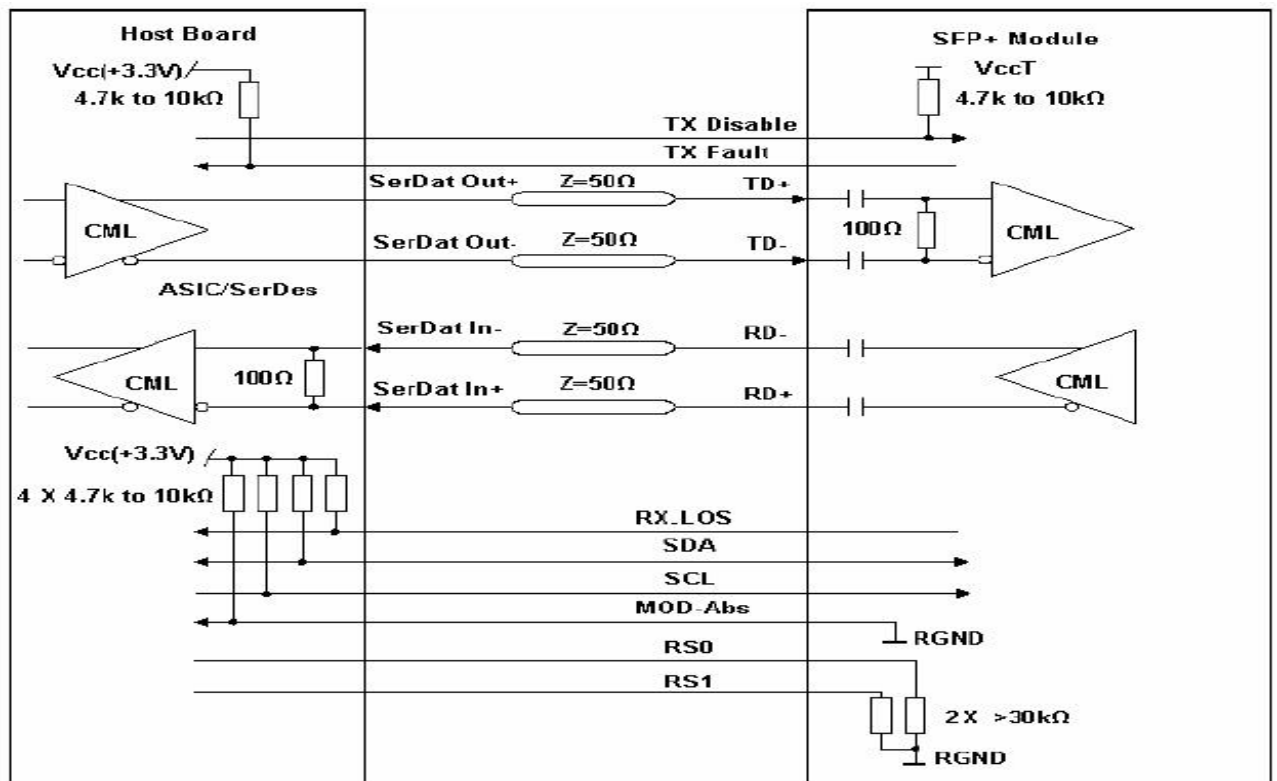 Host Board
SFP+ Module
Vcc(+3.3V)
VccT
4.7k to 10kΩ
4.7k to 10kΩ
TX Disable
TX Fault
SerDat Out+
Z=50Ω
TD+
CML
100Ω
CML
SerDat Out-
Z=50Ω
TD-
ASIC/SerDes
SerDat In-
Z=50Ω
RD-
CML
100Ω
CML
SerDat In+
Z=50Ω
RD+
Vcc(+3.3V)
4 X 4.7k to 10kΩ
RX_LOS
SDA
SCL
MOD-Abs
RGND
RS0
RS1
2X >30kΩ
RGND